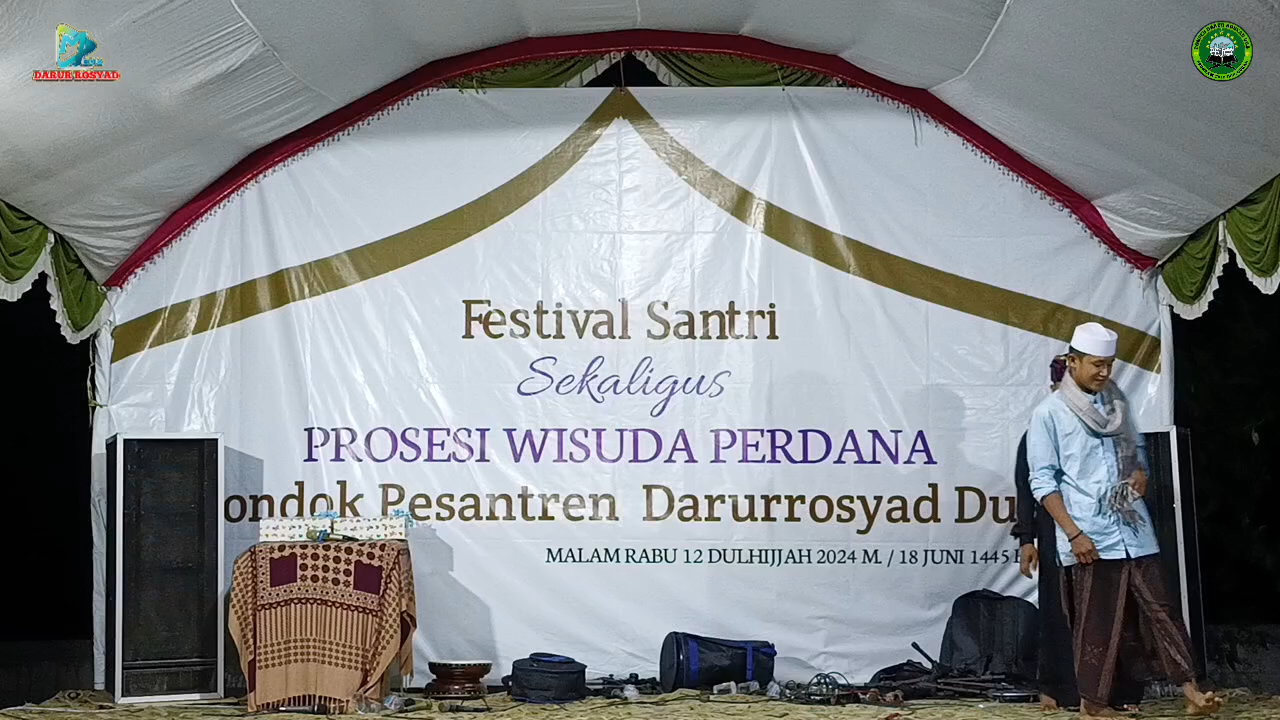 DARUR ROSYAD
Festival Santri
Sekaligus
PROSESI WISUDA PERDANA
ondok Pesantren Darurrosyad Du
MALAM RABU 12 DULHIJJAH 2024 M. / 18 JUNI 1445